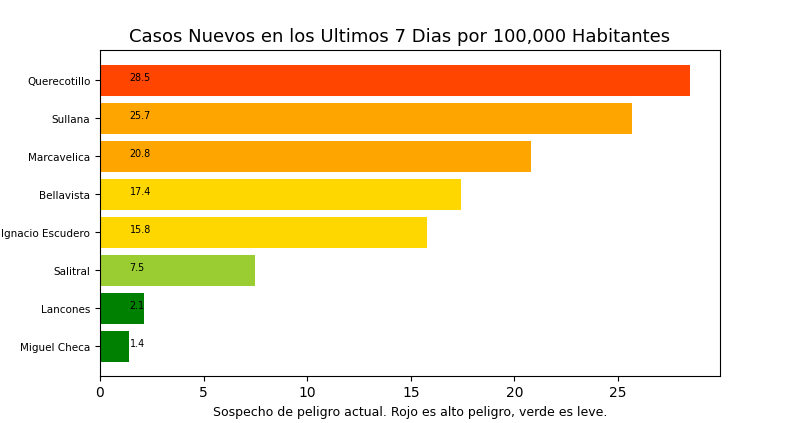 Casos Nuevos en los Ultimos 7 Dias por 100,000 Habitantes
Querecotillo 28.5
Sullana 25.7
Marcavelica 20.8
Bellavista 17.4
Ignacio Escudero 15.8
Salitral 7.5
Lancones 2.1
Miguel Checa 1.4
0 5 10 15 20 25
Sospecho de peligro actual. Rojo es alto peligro, verde es leve.